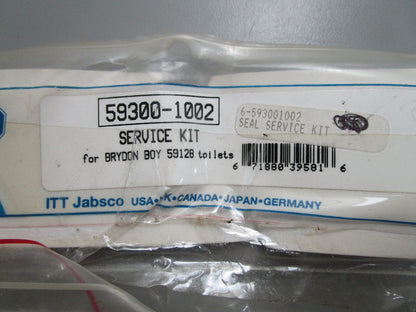 59300-1002
6-593001002
SEAL SERVICE KIT
SERVICE KIT
for BRYDON BOY 59128 toilets
6 71880 39581 6
ITT Jabsco USA• •K•CANADA•JAPAN•GERMANY